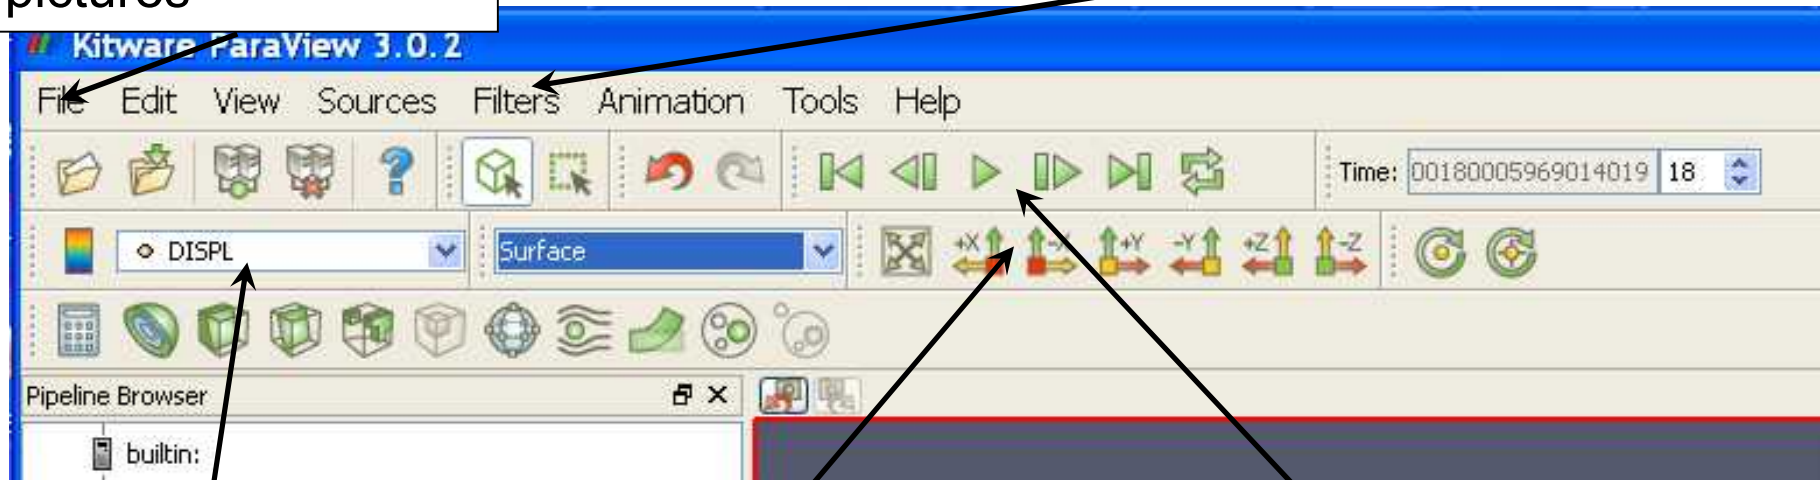 pictures
Kitware ParaView 3.0.2
File Edit View Sources Filters Animation Tools Help
Time: 00180005969014019 18
DISPL Surface +X -X +Y -Y +Z -Z
Pipeline Browser
builtin: